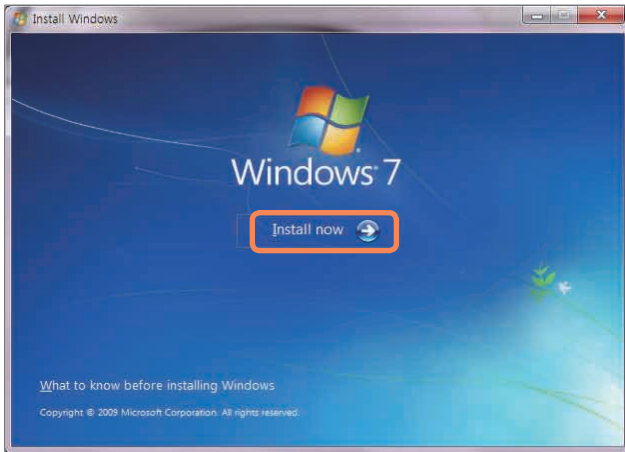 Install Windows
Windows 7
Install now
What to know before installing Windows
Copyright © 2009 Microsoft Corporation. All rights reserved.